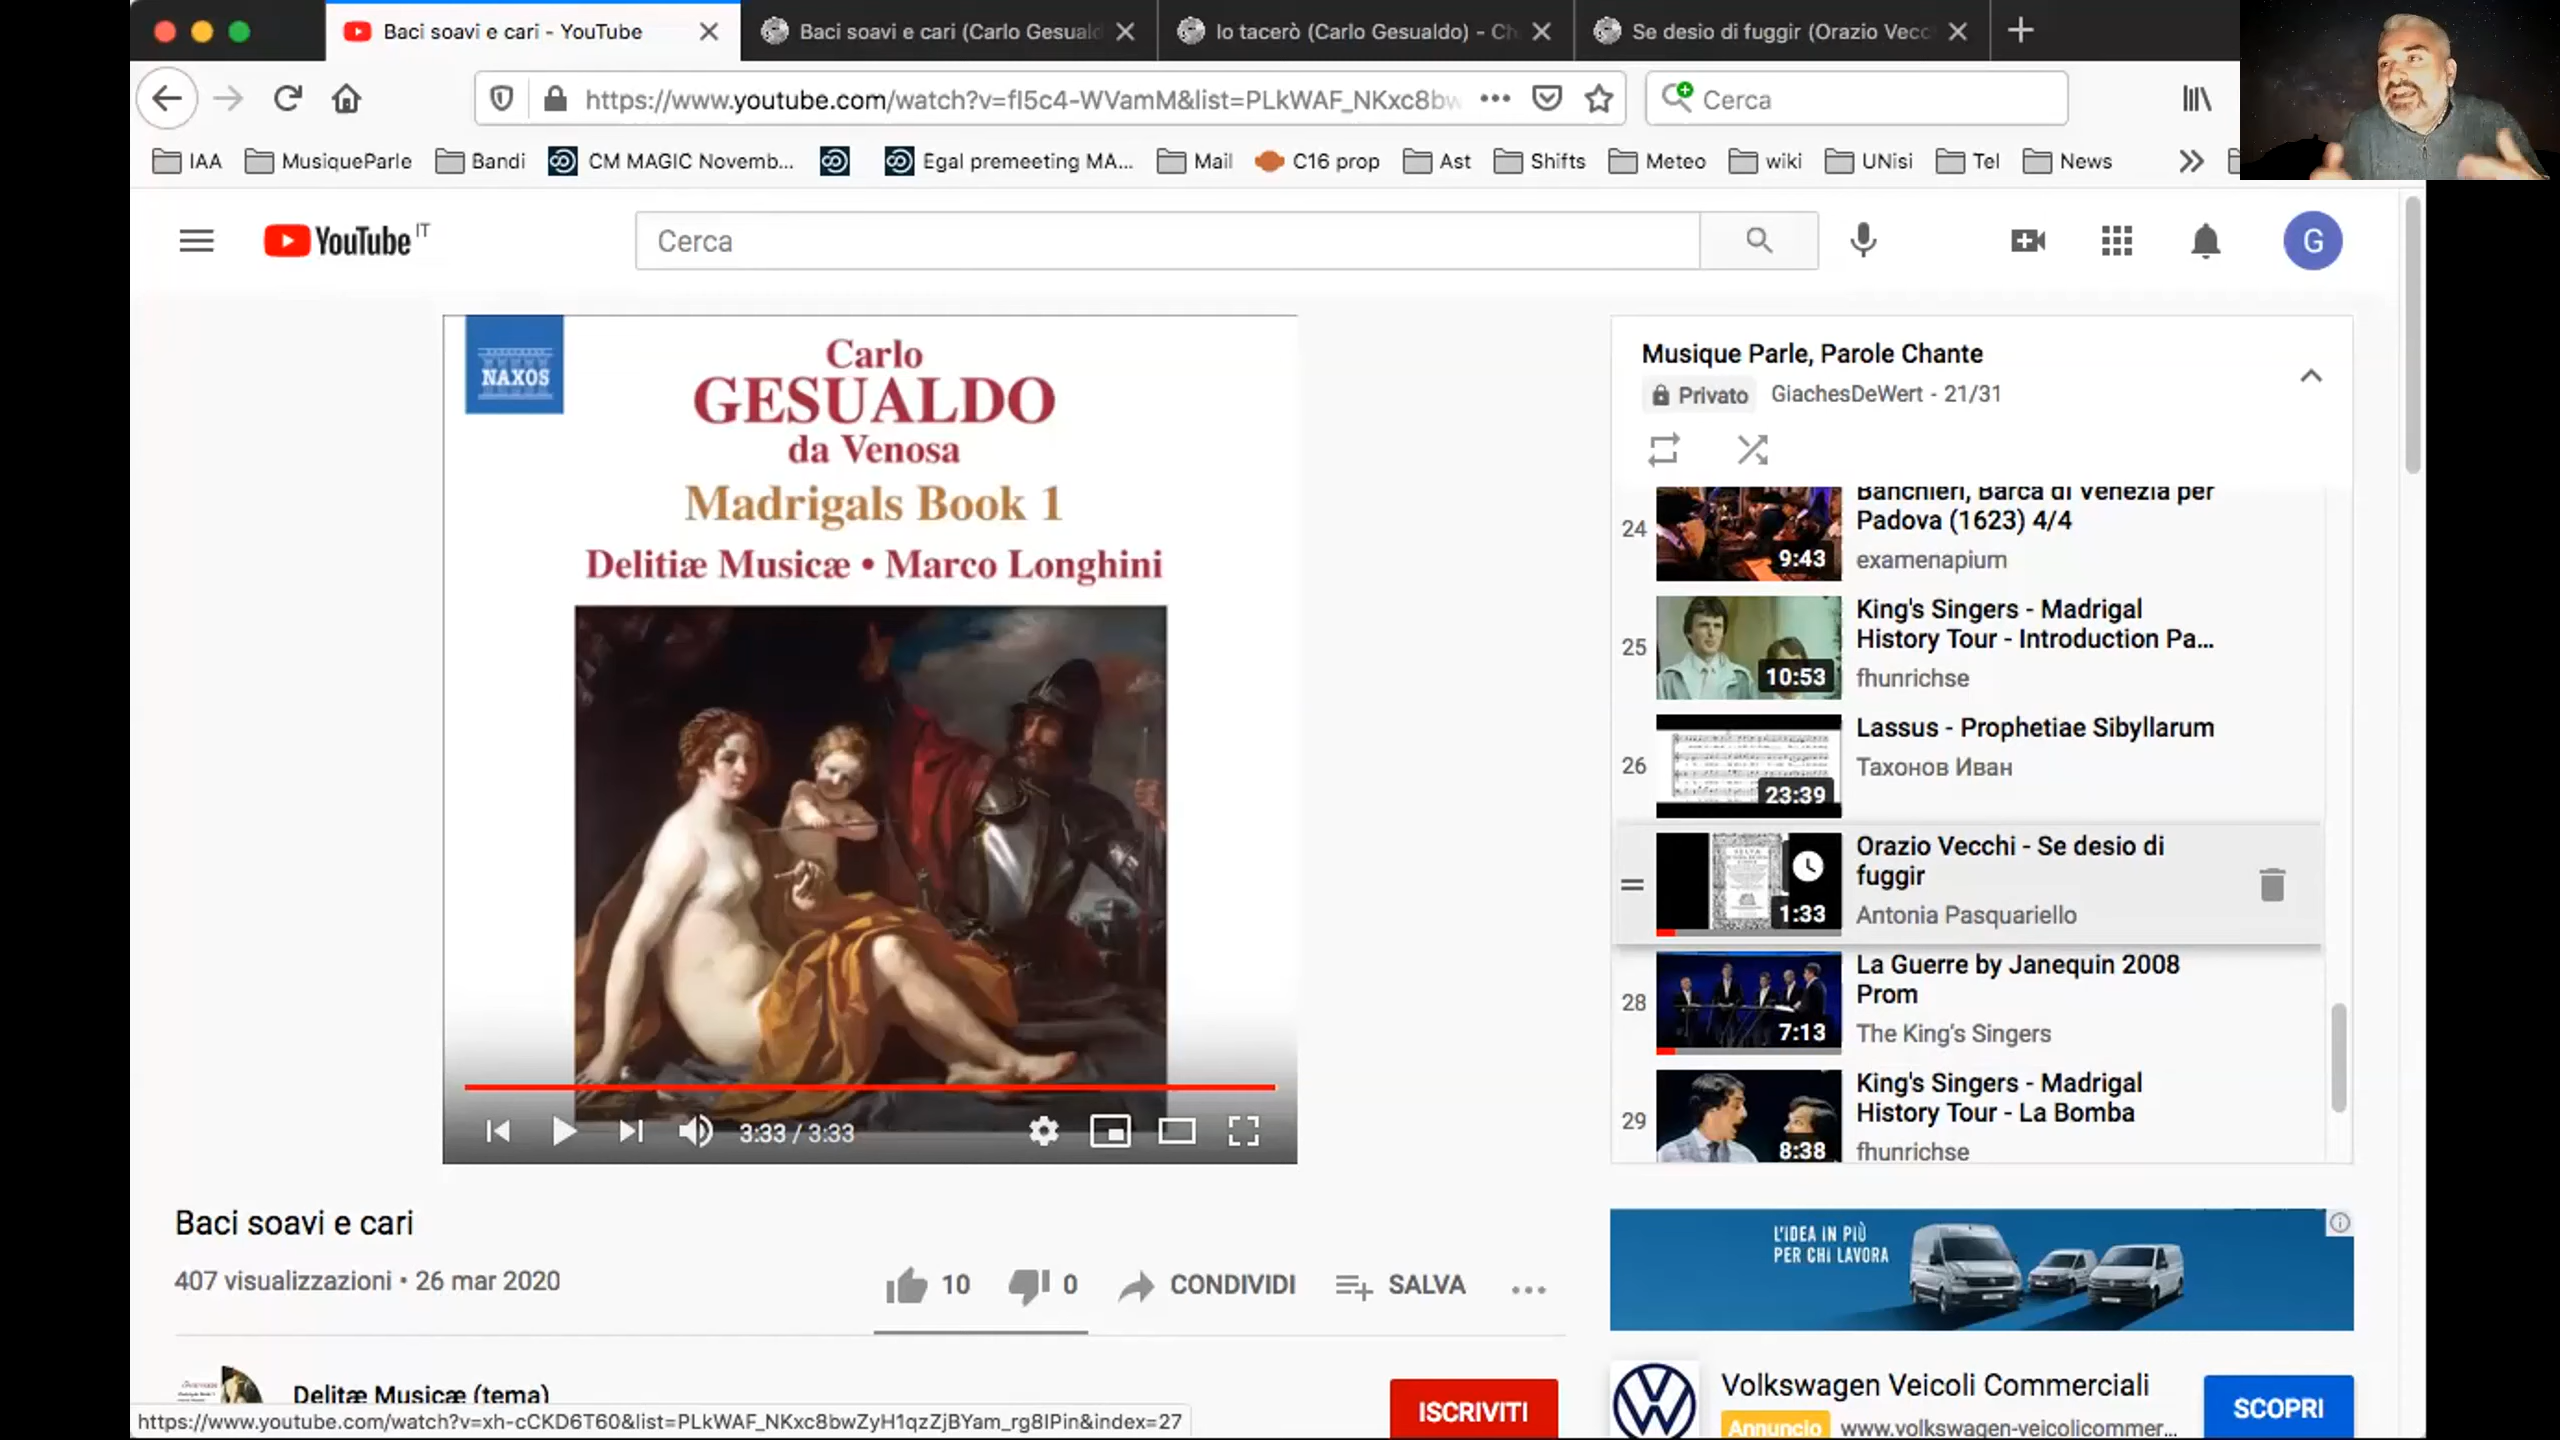 Baci soavi e cari - YouTube
Baci soavi e cari (Carlo Gesuald
Io tacerò (Carlo Gesualdo) - Ch
Se desio di fuggir (Orazio Vecc
https://www.youtube.com/watch?v=fI5c4-WVamM&list=PLkWAF_NKxc8bw
Cerca
IAA
MusiqueParle
Bandi
CM MAGIC Novemb...
Egal premeeting MA...
Mail
C16 prop
Ast
Shifts
Meteo
wiki
UNisi
Tel
News
YouTube IT
Cerca
G
NAXOS
Carlo
GESUALDO
da Venosa
Madrigals Book 1
Delitiæ Musicæ • Marco Longhini
3:33 / 3:33
Musique Parle, Parole Chante
Privato GiachesDeWert - 21/31
24
9:43
Banchieri, Barca di Venezia per
Padova (1623) 4/4
examenapium
25
10:53
King's Singers - Madrigal
History Tour - Introduction Pa...
fhunrichse
26
23:39
Lassus - Prophetiae Sibyllarum
Тахонов Иван
1:33
Orazio Vecchi - Se desio di
fuggir
Antonia Pasquariello
28
7:13
La Guerre by Janequin 2008
Prom
The King's Singers
29
8:38
King's Singers - Madrigal
History Tour - La Bomba
fhunrichse
Baci soavi e cari
407 visualizzazioni • 26 mar 2020
10
0
CONDIVIDI
SALVA
L'IDEA IN PIÙ
PER CHI LAVORA
Delitæ Musicæ (tema)
ISCRIVITI
Volkswagen Veicoli Commerciali
Annuncio www.volkswagen-veicolicommer...
SCOPRI
https://www.youtube.com/watch?v=xh-cCKD6T60&list=PLkWAF_NKxc8bwZyH1qzZjBYam_rg8IPin&index=27